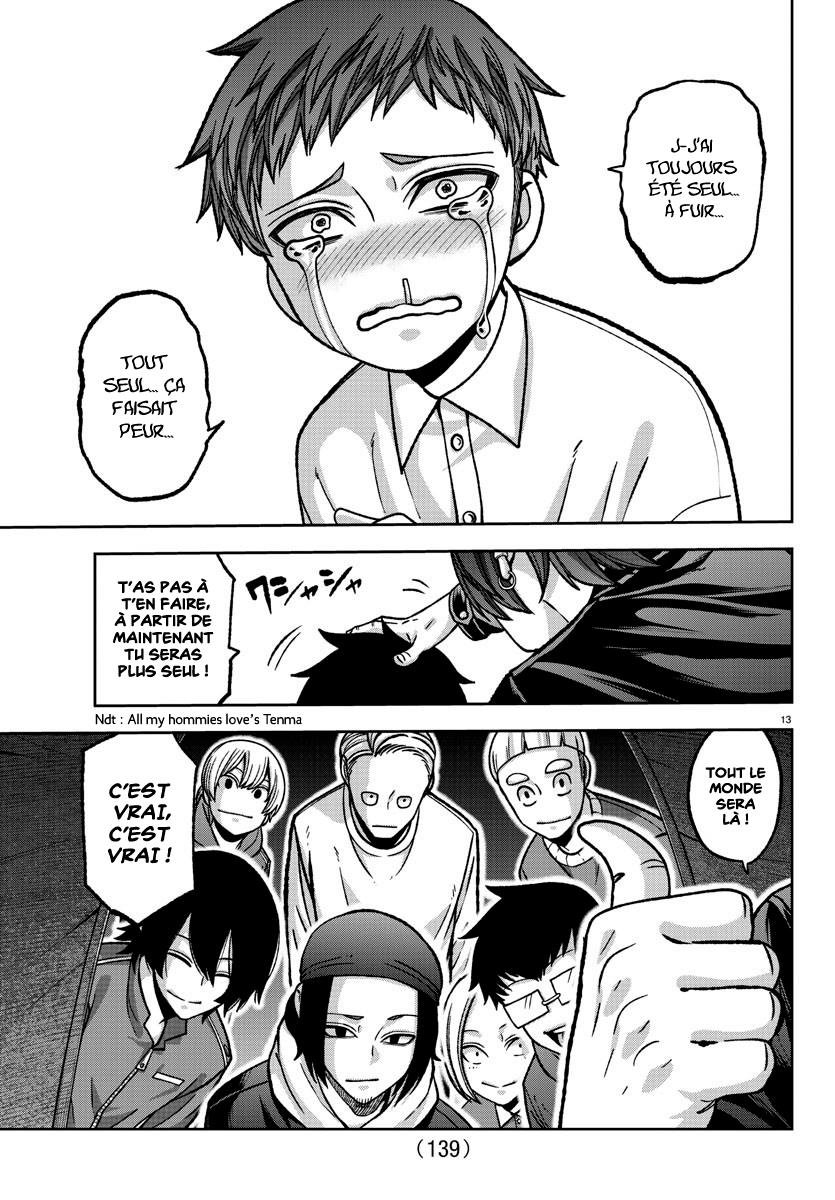 J-J'AI
TOUJOURS
ÉTÉ SEUL...
À FUIR...
TOUT
SEUL... ÇA
FAISAIT
PEUR...
T'AS PAS À
T'EN FAIRE,
À PARTIR DE
MAINTENANT
TU SERAS
PLUS SEUL !
クシャシャ
Ndt : All my hommies love's Tenma
13
TOUT LE
MONDE
SERA
LÀ !
C'EST
VRAI,
C'EST
VRAI !
(139)